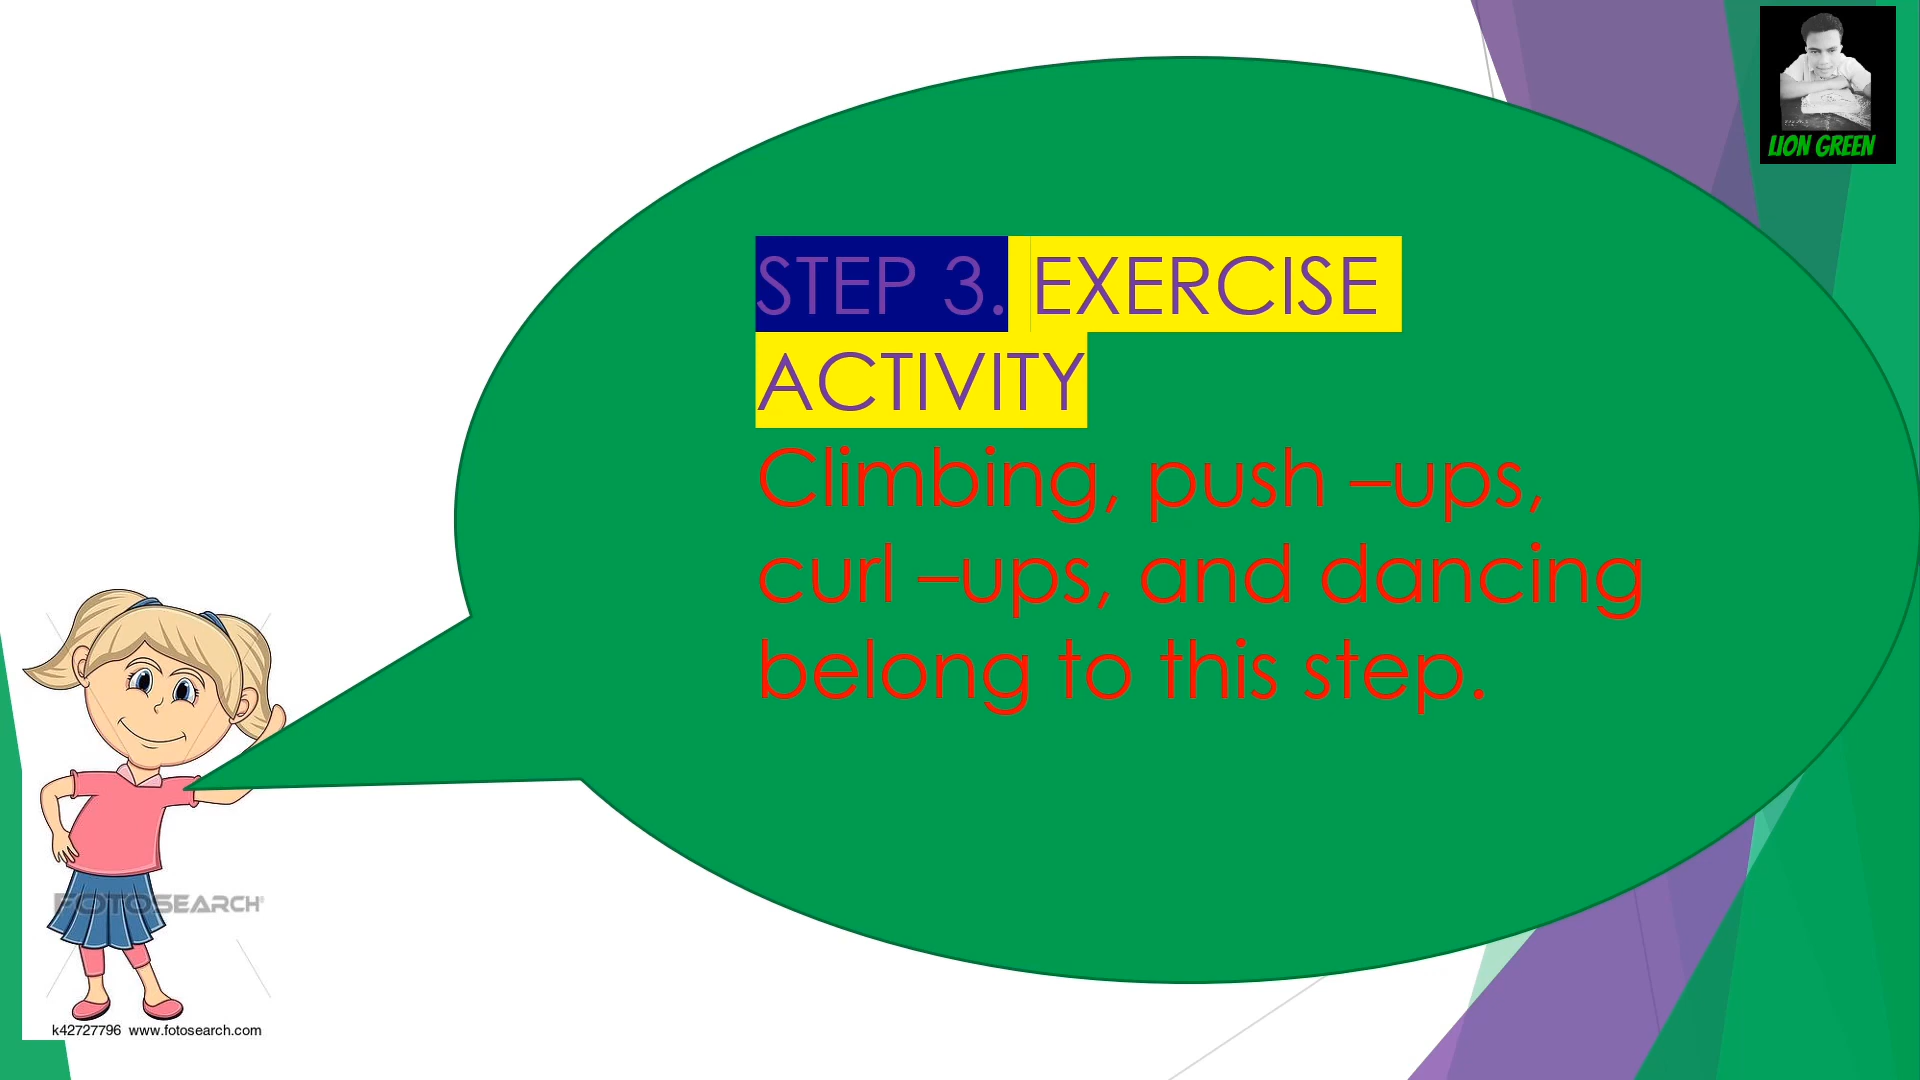 LION GREEN
STEP 3. EXERCISE
ACTIVITY
Climbing, push –ups,
curl –ups, and dancing
belong to this step.
FOTOSEARCH
k42727796 www.fotosearch.com